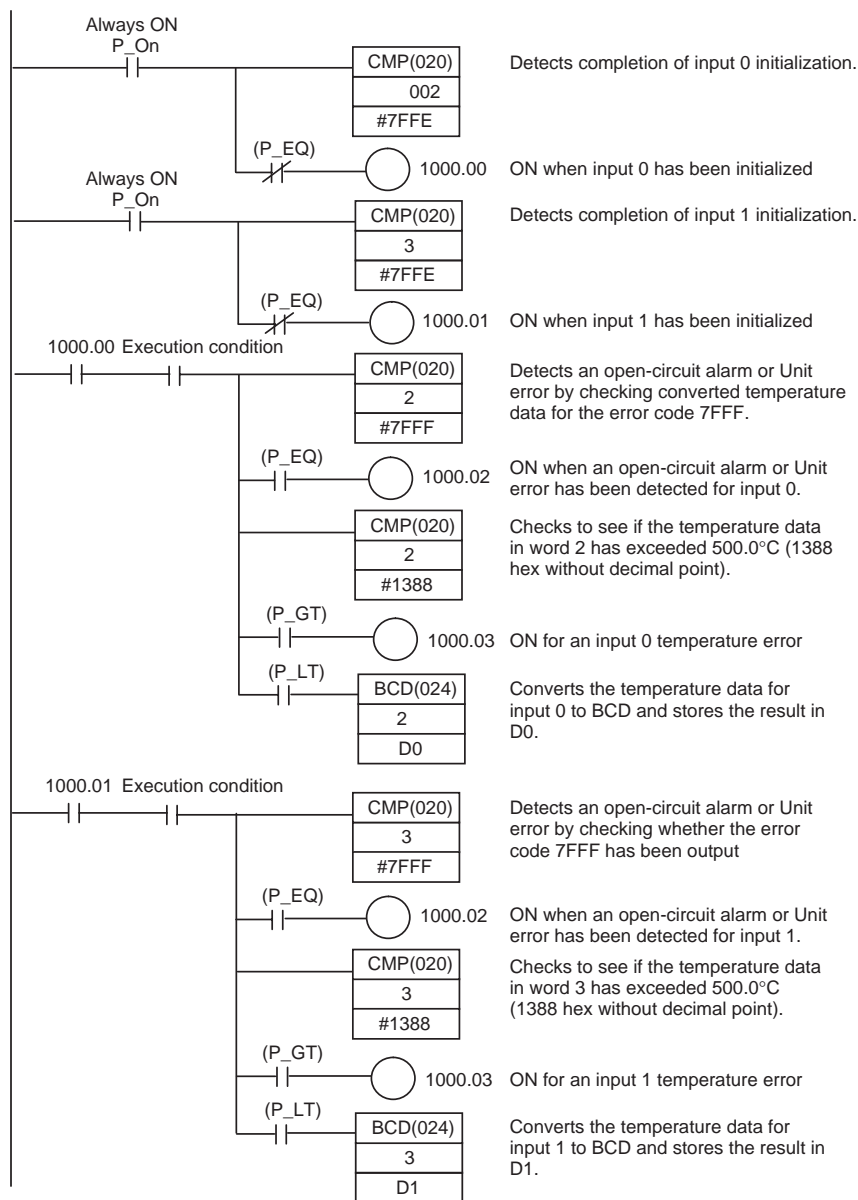 Always ON
P_On
CMP(020)
002
#7FFE
Detects completion of input 0 initialization.
(P_EQ)
1000.00
ON when input 0 has been initialized
Always ON
P_On
CMP(020)
3
#7FFE
Detects completion of input 1 initialization.
(P_EQ)
1000.01
ON when input 1 has been initialized
1000.00 Execution condition
CMP(020)
2
#7FFF
Detects an open-circuit alarm or Unit
error by checking converted temperature
data for the error code 7FFF.
(P_EQ)
1000.02
ON when an open-circuit alarm or Unit
error has been detected for input 0.
CMP(020)
2
#1388
Checks to see if the temperature data
in word 2 has exceeded 500.0°C (1388
hex without decimal point).
(P_GT)
1000.03
ON for an input 0 temperature error
(P_LT)
BCD(024)
2
D0
Converts the temperature data for
input 0 to BCD and stores the result in
D0.
1000.01 Execution condition
CMP(020)
3
#7FFF
Detects an open-circuit alarm or Unit
error by checking whether the error
code 7FFF has been output
(P_EQ)
1000.02
ON when an open-circuit alarm or Unit
error has been detected for input 1.
CMP(020)
3
#1388
Checks to see if the temperature data
in word 3 has exceeded 500.0°C
(1388 hex without decimal point).
(P_GT)
1000.03
ON for an input 1 temperature error
(P_LT)
BCD(024)
3
D1
Converts the temperature data for
input 1 to BCD and stores the result in
D1.